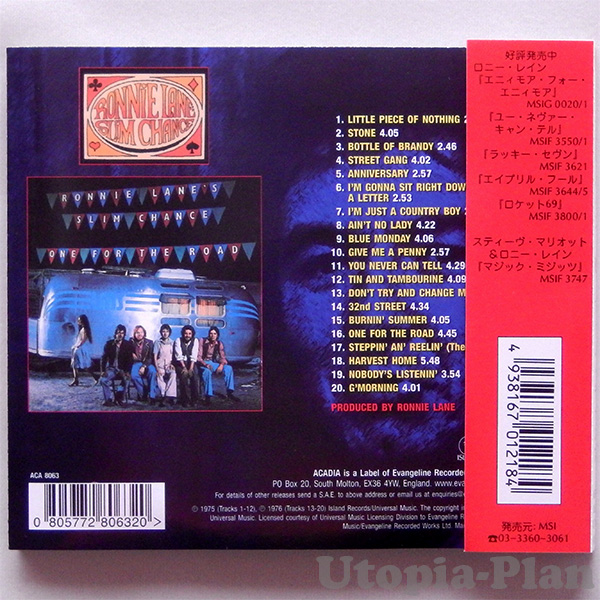 RONNIE LANE
SLIM CHANCE
RONNIE LANE'S
SLIM CHANCE
ONE FOR THE ROAD
1. LITTLE PIECE OF NOTHING
2. STONE 4.05
3. BOTTLE OF BRANDY 2.46
4. STREET GANG 4.02
5. ANNIVERSARY 2.57
6. I'M GONNA SIT RIGHT DOW
A LETTER 2.53
7. I'M JUST A COUNTRY BOY
8. AIN'T NO LADY 4.22
9. BLUE MONDAY 4.06
10. GIVE ME A PENNY 2.57
11. YOU NEVER CAN TELL 4.29
12. TIN AND TAMBOURINE 4.09
13. DON'T TRY AND CHANGE M
14. 32nd STREET 4.34
15. BURNIN' SUMMER 4.05
16. ONE FOR THE ROAD 4.45
17. STEPPIN' AN' REELIN' (The
18. HARVEST HOME 5.48
19. NOBODY'S LISTENIN' 3.54
20. G'MORNING 4.01
PRODUCED BY RONNIE LANE
ACA 8063
0 805772 806320 >
ACADIA is a Label of Evangeline Recorde
PO Box 20, South Molton, EX36 4YW, England. www.eva
For details of other releases send a S.A.E. to above address or email us at enquiries@
℗ 1975 (Tracks 1-12), ℗ 1976 (Tracks 13-20) Island Records/Universal Music. The copyright in
Universal Music. Licensed courtesy of Universal Music Licensing Division to Evangeline R
Music/Evangeline Recorded Works Ltd. Ma
好評発売中
ロニー・レイン
『エニィモア・フォー・
エニィモア』
MSIG 0020/1
『ユー・ネヴァー・
キャン・テル』
MSIF 3550/1
『ラッキー・セヴン』
MSIF 3621
『エイプリル・フール』
MSIF 3644/5
『ロケット69』
MSIF 3800/1
スティーヴ・マリオット
&ロニー・レイン
『マジック・ミジッツ』
MSIF 3747
4 938167 012184
発売元: MSI
☎03-3360-3061
Utopia-Plan